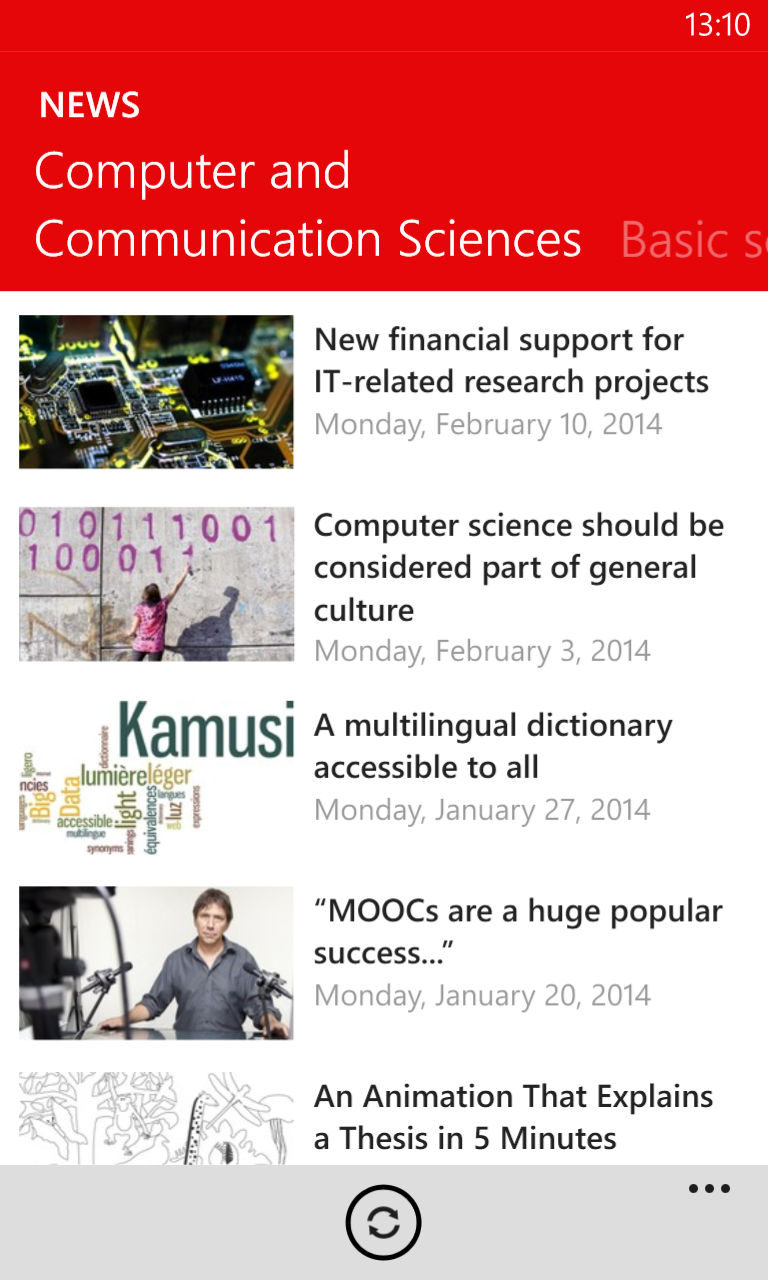 13:10
NEWS
Computer and
Communication Sciences
Basic s
New financial support for
IT-related research projects
Monday, February 10, 2014
010111001
100011
Computer science should be
considered part of general
culture
Monday, February 3, 2014
Kamusi
dictionnaire
ligero
lumière
léger
ncies
Big
Data
light
équivalences
langues
luz
web
expressions
accessible
multilingue
synonyms
A multilingual dictionary
accessible to all
Monday, January 27, 2014
“MOOCs are a huge popular
success...”
Monday, January 20, 2014
An Animation That Explains
a Thesis in 5 Minutes